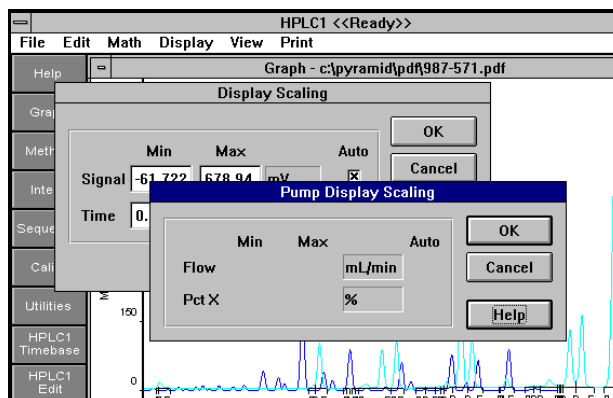 HPLC1 <<Ready>>
File Edit Math Display View Print
Help
Graph - c:\pyramid\pdf\987-571.pdf
Display Scaling
OK
Min Max Auto
Cancel
Signal -61.722 678.94 mV
Time 0.
Pump Display Scaling
OK
Min Max Auto
Flow mL/min
Cancel
Pct X %
Help
Utilities
150
HPLC1
Timebase
0
HPLC1
Edit